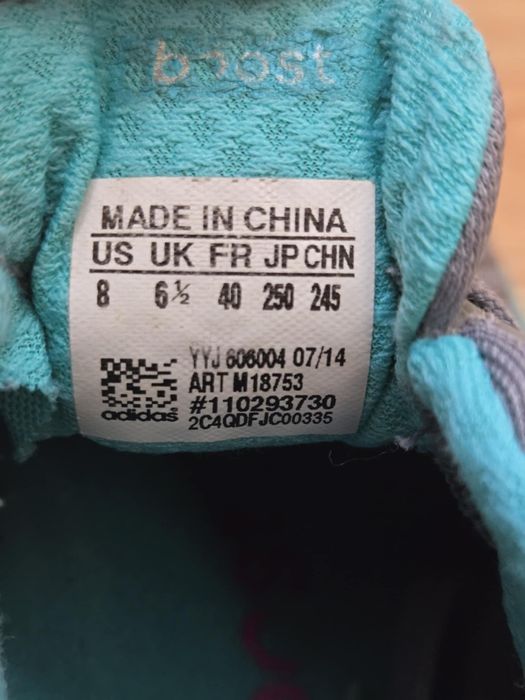 boost
MADE IN CHINA
US UK FR JP CHN
8 6½ 40 250 245
YYJ 606004 07/14
ART M18753
#110293730
adidas 2C4QDFJC00335